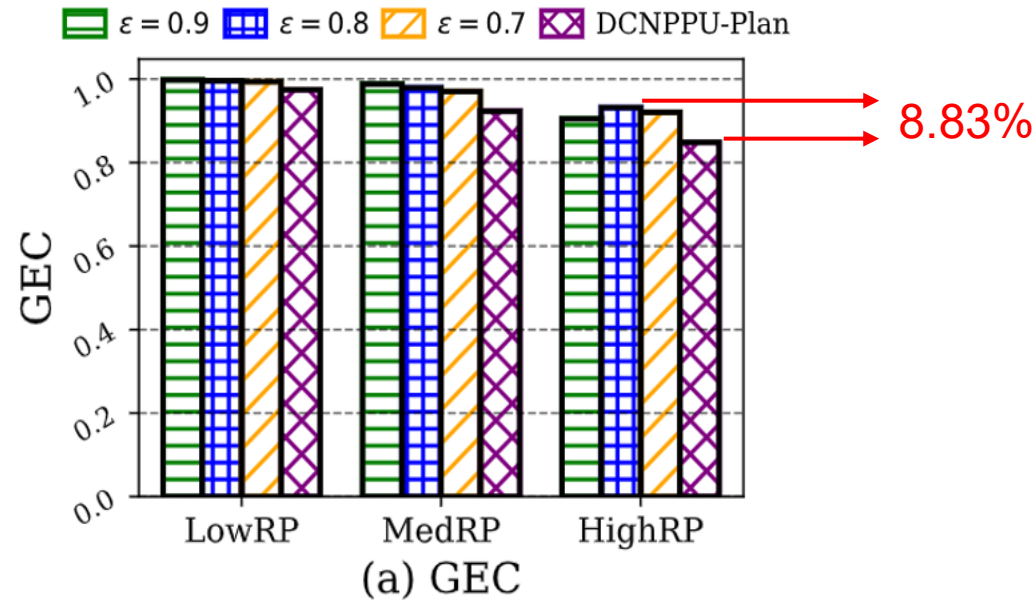 ε = 0.9 ε = 0.8 ε = 0.7 DCNPPU-Plan
1.0
8.83%
0.8
0.6
GEC
0.4
0.2
0.0
LowRP MedRP HighRP
(a) GEC